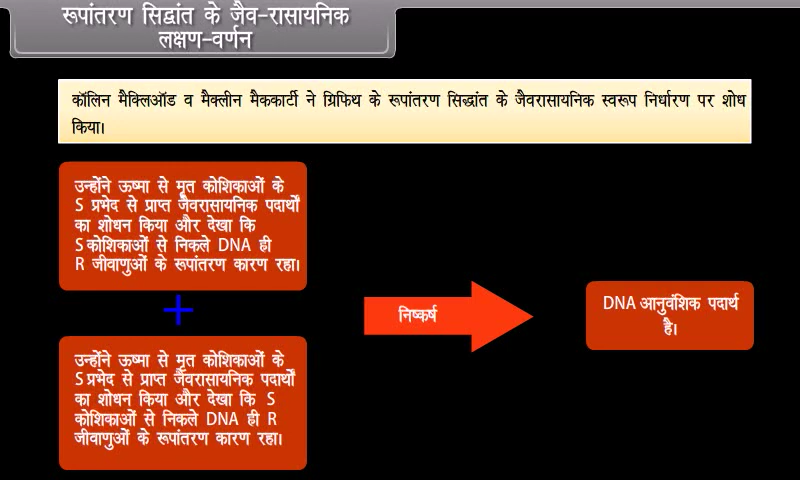 रूपांतरण सिद्वांत के जैव-रासायनिक
लक्षण-वर्णन
कॉलिन मैक्लिऑड व मैक्लीन मैककार्टी ने ग्रिफिथ के रूपांतरण सिद्धांत के जैवरासायनिक स्वरूप निर्धारण पर शोध
किया।
उन्होंने ऊष्मा से मृत कोशिकाओं के
S प्रभेद से प्राप्त जैवरासायनिक पदार्थों
का शोधन किया और देखा कि
S कोशिकाओं से निकले DNA ही
R जीवाणुओं के रूपांतरण कारण रहा।
+
उन्होंने ऊष्मा से मृत कोशिकाओं के
S प्रभेद से प्राप्त जैवरासायनिक पदार्थों
का शोधन किया और देखा कि S
कोशिकाओं से निकले DNA ही R
जीवाणुओं के रूपांतरण कारण रहा।
निष्कर्ष
DNA आनुवंशिक पदार्थ
है।